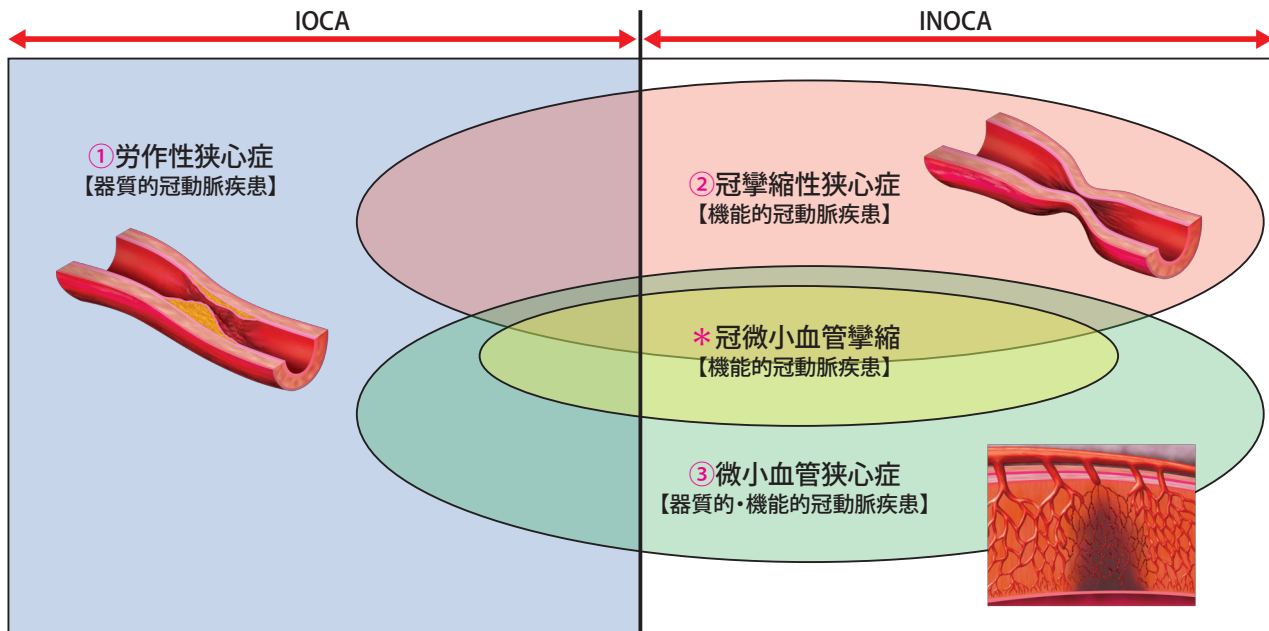 IOCA
INOCA
①労作性狭心症
【器質的冠動脈疾患】
②冠攣縮性狭心症
【機能的冠動脈疾患】
＊冠微小血管攣縮
【機能的冠動脈疾患】
③微小血管狭心症
【器質的・機能的冠動脈疾患】